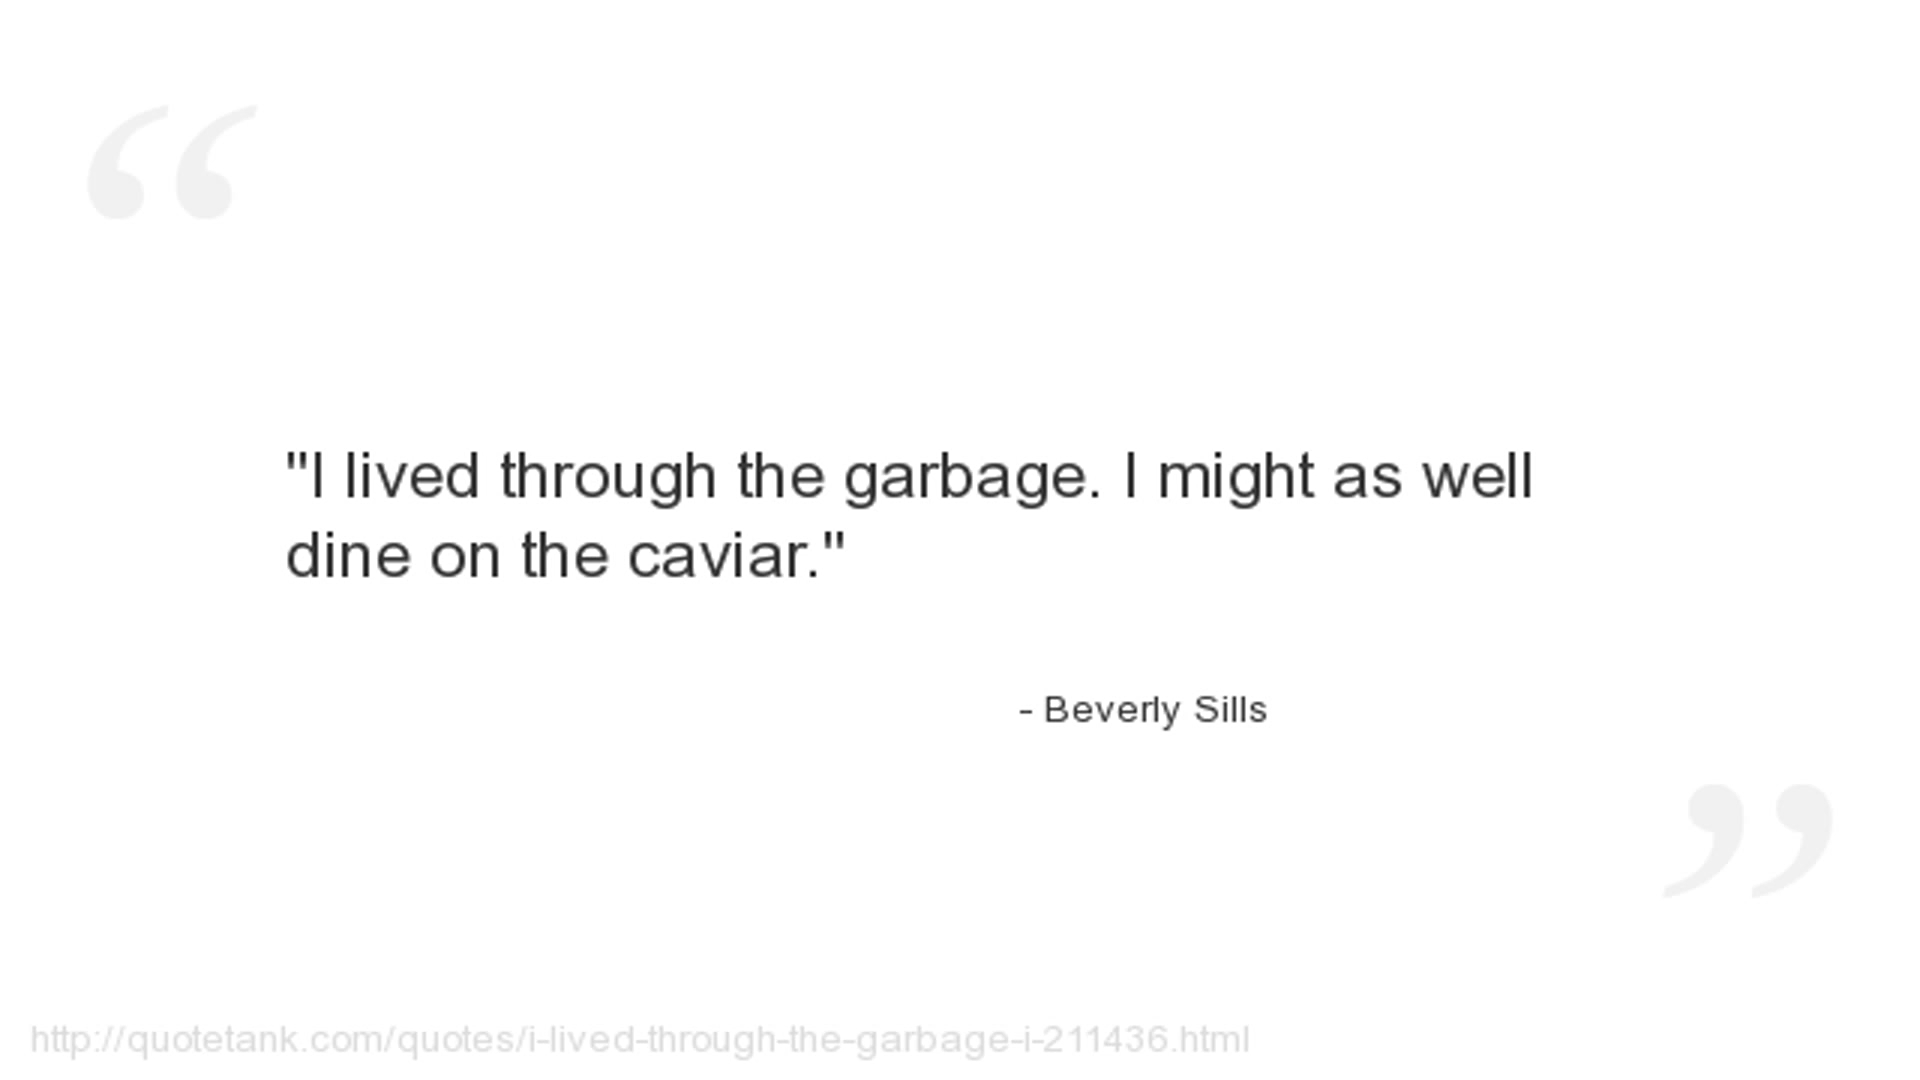 "I lived through the garbage. I might as well
dine on the caviar."
- Beverly Sills
http://quotetank.com/quotes/i-lived-through-the-garbage-i-211436.html